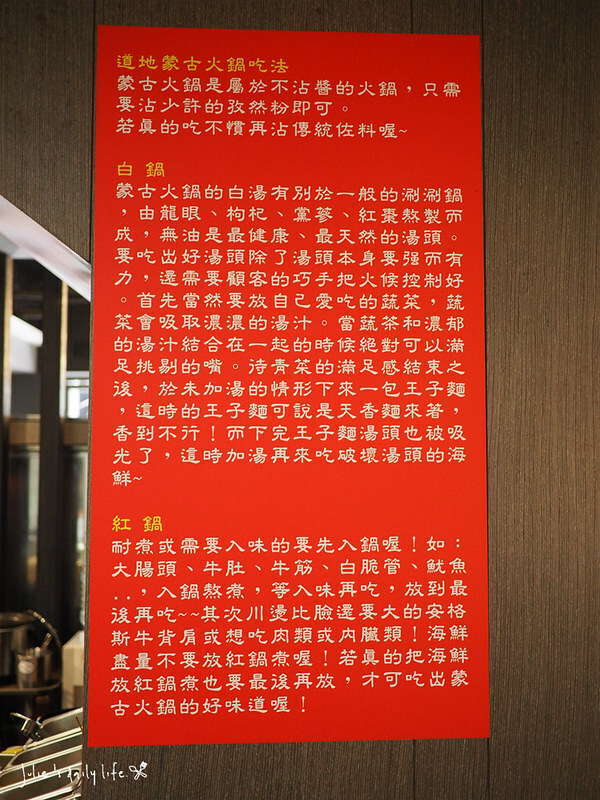 道地蒙古火鍋吃法
蒙古火鍋是屬於不沾醬的火鍋，只需
要沾少許的孜然粉即可。
若真的吃不慣再沾傳統佐料喔~
白鍋
蒙古火鍋的白湯有別於一般的涮涮鍋
，由龍眼、枸杞、黨蔘、紅棗熬製而
成，無油是最健康、最天然的湯頭。
要吃出好湯頭除了湯頭本身要強而有
力，還需要顧客的巧手把火候控制好
。首先當然要放自己愛吃的蔬菜，蔬
菜會吸取濃濃的湯汁。當蔬茶和濃郁
的湯汁結合在一起的時候絕對可以滿
足挑剔的嘴。待青菜的滿足感結束之
後，於未加湯的情形下來一包王子麵
，這時的王子麵可說是天香麵來著，
香到不行！而下完王子麵湯頭也被吸
光了，這時加湯再來吃破壞湯頭的海
鮮~
紅鍋
耐煮或需要入味的要先入鍋喔！如：
大腸頭、牛肚、牛筋、白脆管、魷魚
..，入鍋熬煮，等入味再吃，放到最
後再吃~~其次川燙比臉還要大的安格
斯牛背肩或想吃肉類或內臟類！海鮮
盡量不要放紅鍋煮喔！若真的把海鮮
放紅鍋煮也要最後再放，才可吃出蒙
古火鍋的好味道喔！
Julie's daily life.